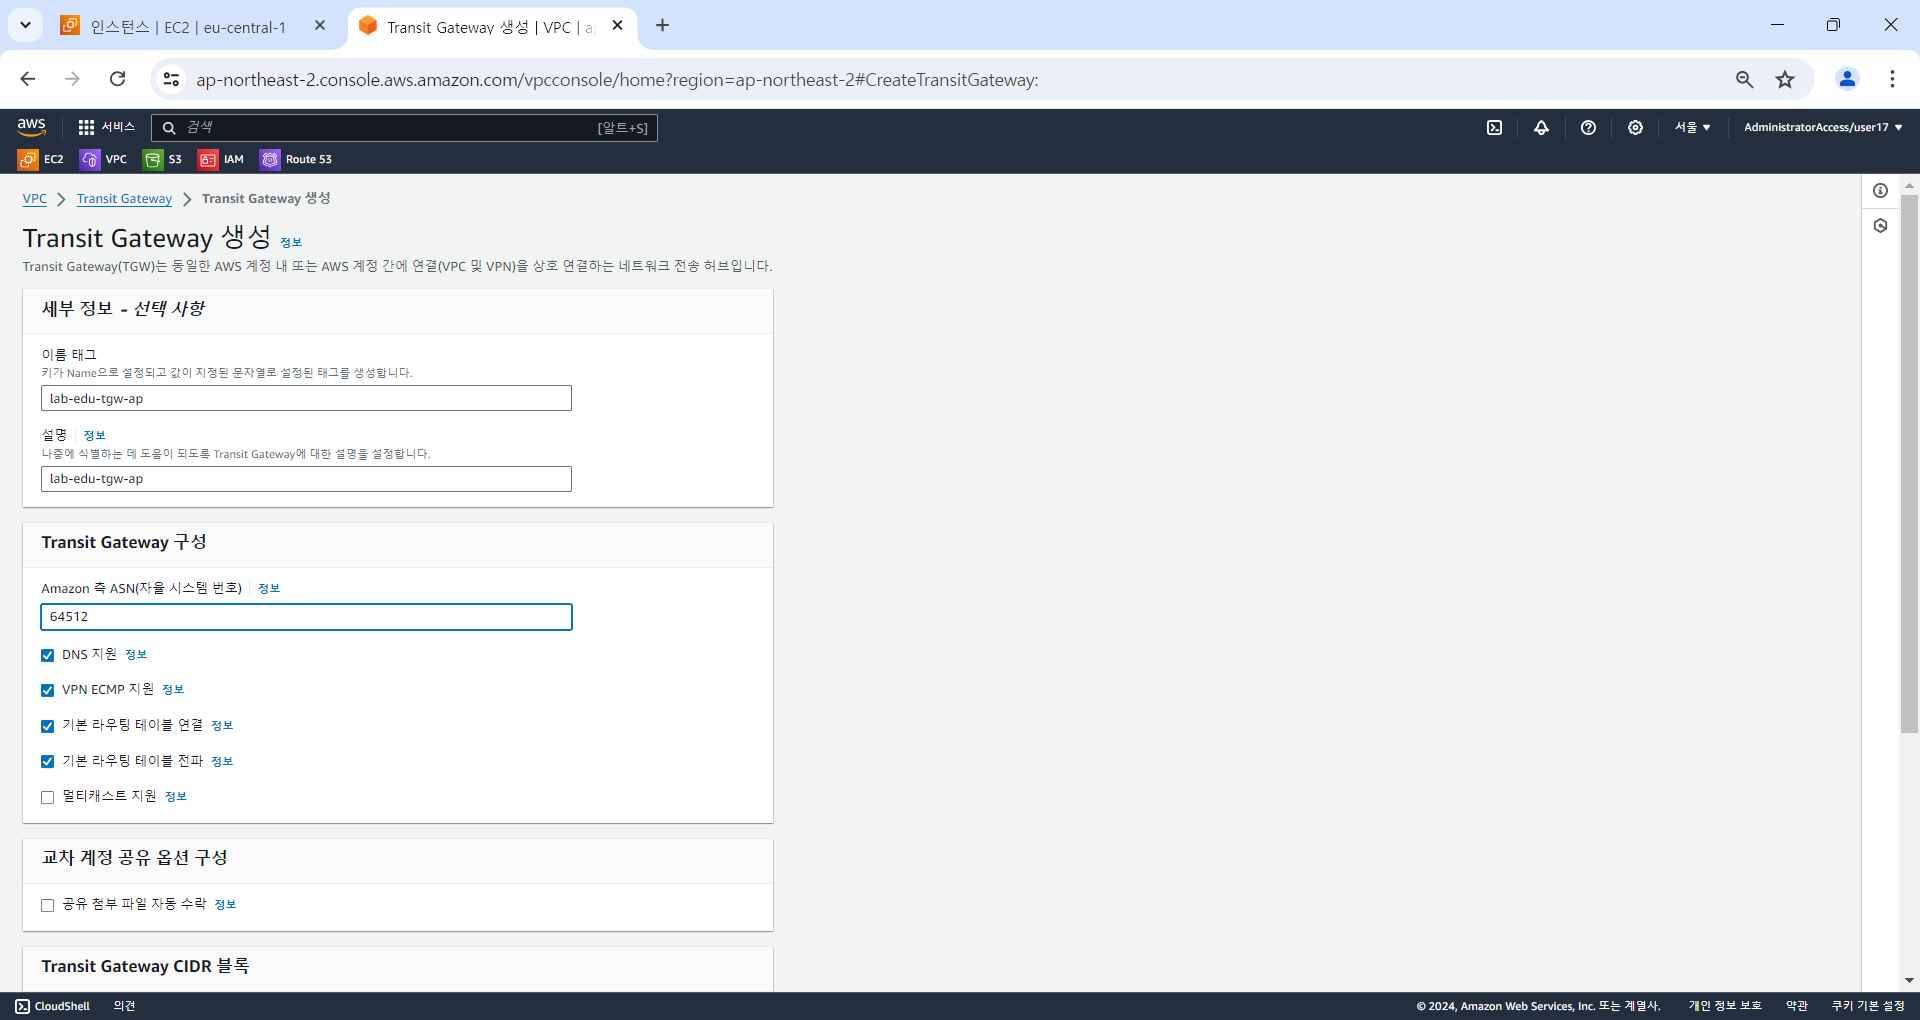 인스턴스 | EC2 | eu-central-1
Transit Gateway 생성 | VPC |
ap-northeast-2.console.aws.amazon.com/vpcconsole/home?region=ap-northeast-2#CreateTransitGateway:
aws
서비스
검색
[알트+S]
서울
AdministratorAccess/user17
EC2
VPC
S3
IAM
Route 53
VPC
Transit Gateway
Transit Gateway 생성
Transit Gateway 생성 정보
Transit Gateway(TGW)는 동일한 AWS 계정 내 또는 AWS 계정 간에 연결(VPC 및 VPN)을 상호 연결하는 네트워크 전송 허브입니다.
세부 정보 - 선택 사항
이름 태그
키가 Name으로 설정되고 값이 지정된 문자열로 설정된 태그를 생성합니다.
lab-edu-tgw-ap
설명 정보
나중에 식별하는 데 도움이 되도록 Transit Gateway에 대한 설명을 설정합니다.
lab-edu-tgw-ap
Transit Gateway 구성
Amazon 측 ASN(자율 시스템 번호) 정보
64512
DNS 지원 정보
VPN ECMP 지원 정보
기본 라우팅 테이블 연결 정보
기본 라우팅 테이블 전파 정보
멀티캐스트 지원 정보
교차 계정 공유 옵션 구성
공유 첨부 파일 자동 수락 정보
Transit Gateway CIDR 블록
CloudShell
의견
© 2024, Amazon Web Services, Inc. 또는 계열사.
개인 정보 보호
약관
쿠키 기본 설정